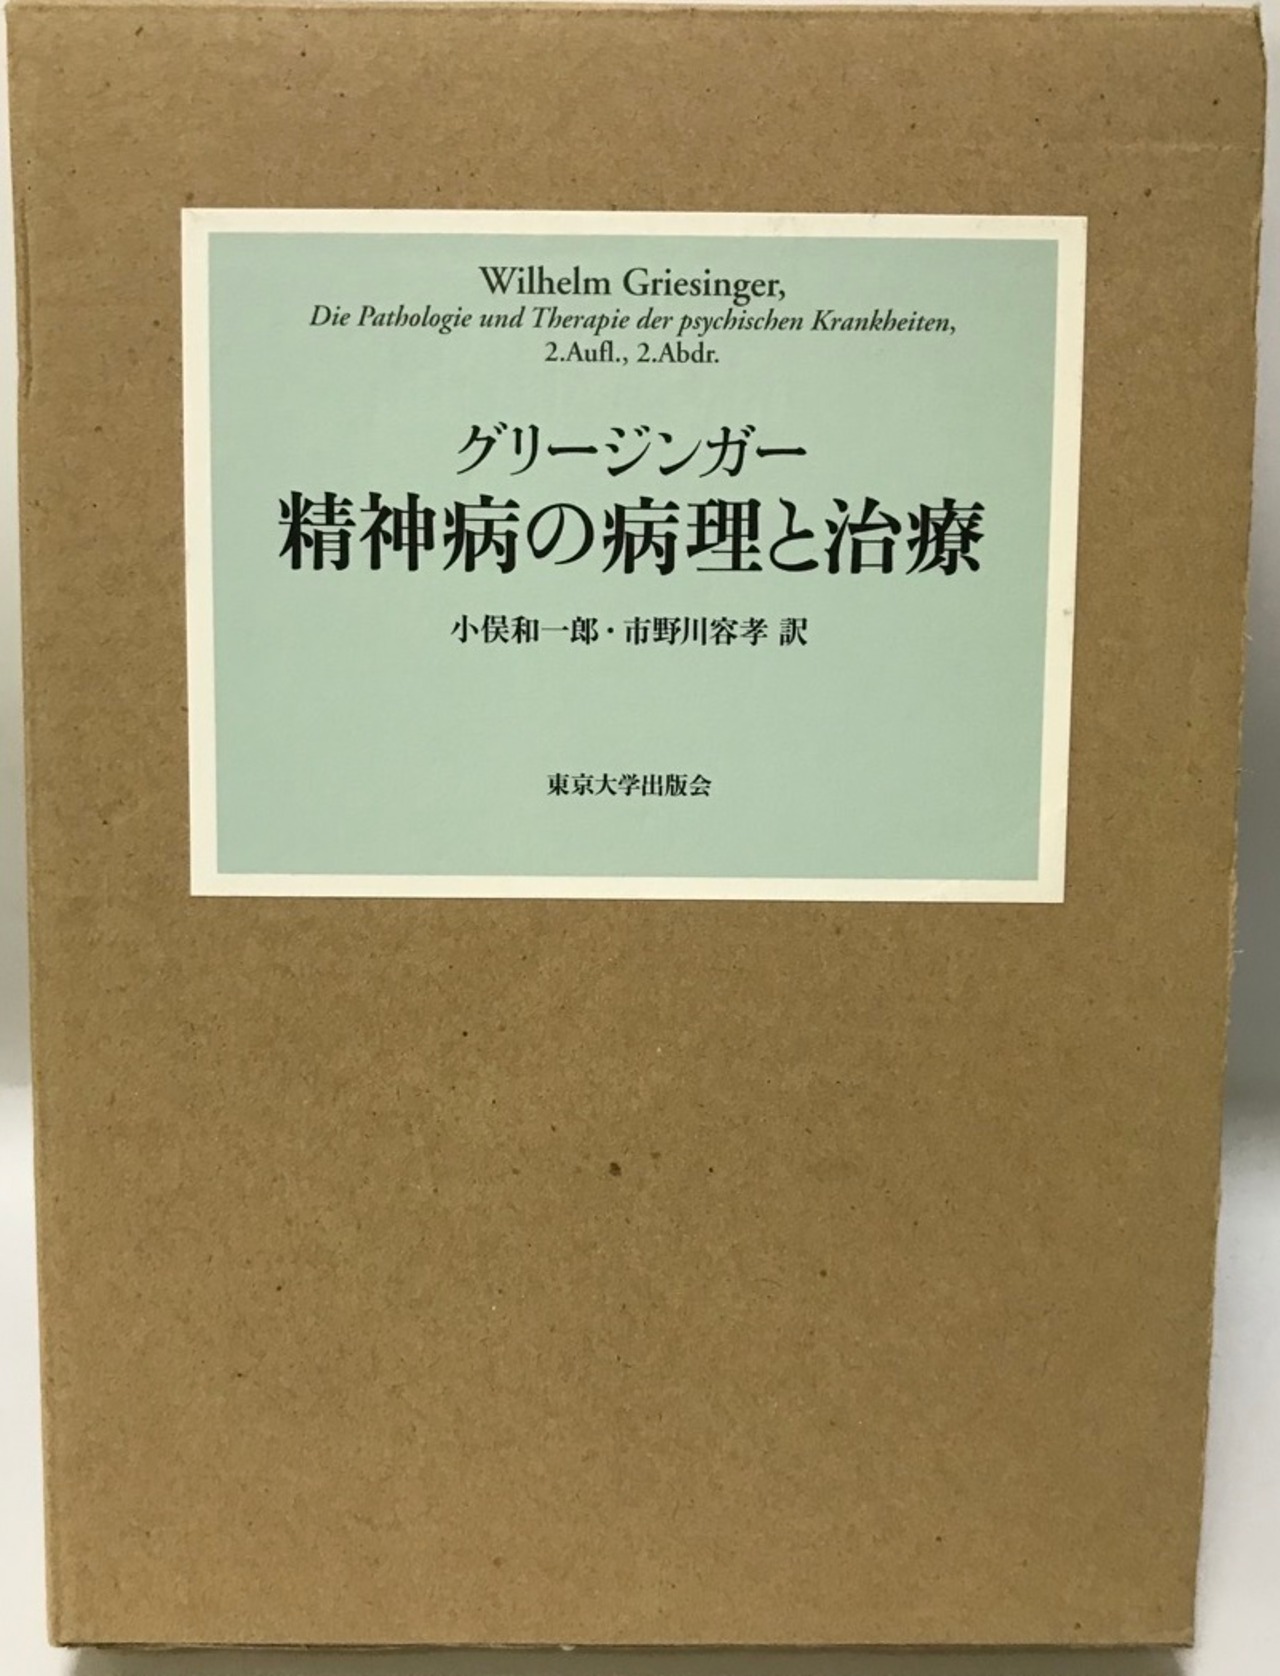 Wilhelm Griesinger,
Die Pathologie und Therapie der psychischen Krankheiten,
2.Aufl., 2.Abdr.
グリージンガー
精神病の病理と治療
小俣和一郎・市野川容孝 訳
東京大学出版会